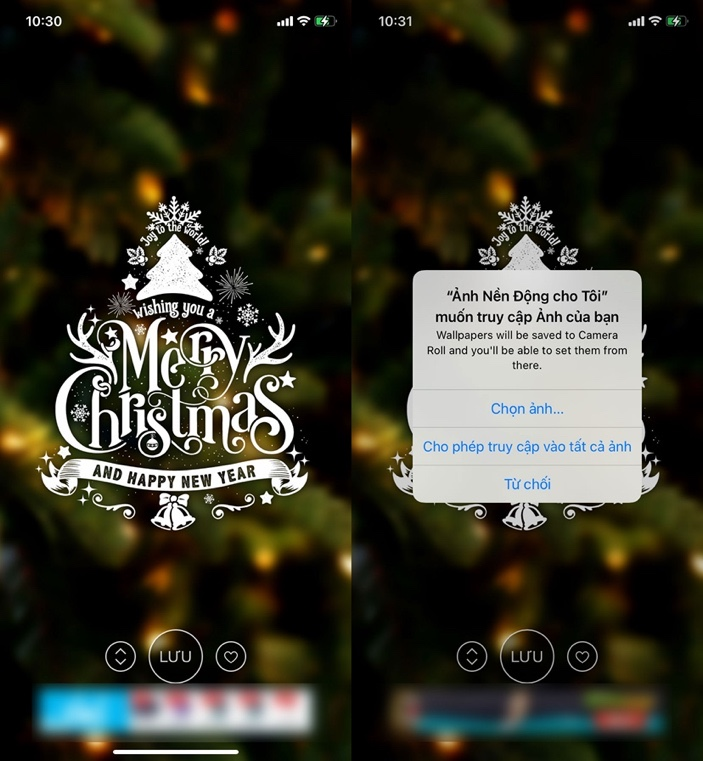 10:30
Joy to the world!
wishing you a
Merry
Christmas
AND HAPPY NEW YEAR
LƯU
10:31
Joy to the world!
“Ảnh Nền Động cho Tôi”
muốn truy cập Ảnh của bạn
Wallpapers will be saved to Camera
Roll and you'll be able to set them from
there.
Chọn ảnh...
Cho phép truy cập vào tất cả ảnh
Từ chối
LƯU